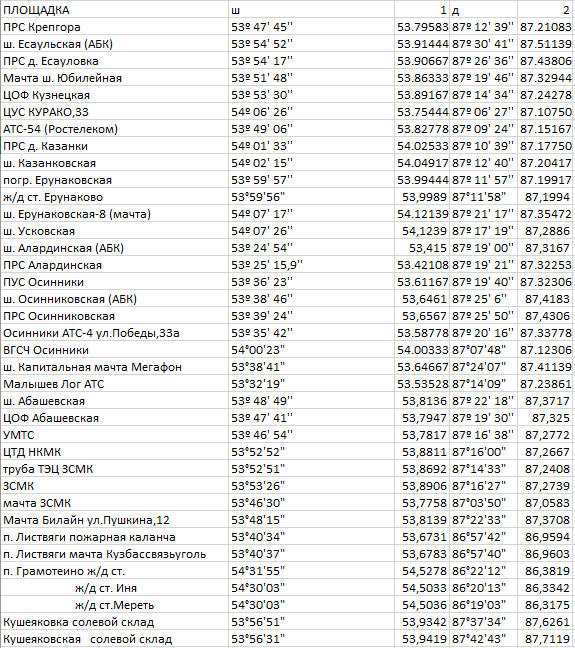 ПЛОЩАДКА ш 1 д 2
ПРС Крепгора 53º 47' 45'' 53.79583 87º 12' 39'' 87.21083
ш. Есаульская (АБК) 53º 54' 52'' 53.91444 87º 30' 41'' 87.51139
ПРС д. Есауловка 53º 54' 17'' 53.90667 87º 26' 36'' 87.43806
Мачта ш. Юбилейная 53º 51' 48'' 53.86333 87º 19' 46'' 87.32944
ЦОФ Кузнецкая 53º 53' 30'' 53.89167 87º 14' 34'' 87.24278
ЦУС КУРАКО,33 54º 06' 26'' 53.75444 87º 06' 27'' 87.10750
АТС-54 (Ростелеком) 53º 49' 06'' 53.82778 87º 09' 24'' 87.15167
ПРС д. Казанки 54º 01' 33'' 54.02533 87º 10' 39'' 87.17750
ш. Казанковская 54º 02' 15'' 54.04917 87º 12' 40'' 87.20417
погр. Ерунаковская 53º 59' 57'' 53.99444 87º 11' 57'' 87.19917
ж/д ст. Ерунаково 53°59'56" 53,9989 87°11'58" 87,1994
ш. Ерунаковская-8 (мачта) 54º 07' 17'' 54.12139 87º 21' 17'' 87.35472
ш. Усковская 54º 07' 26'' 54,1239 87º 17' 19'' 87,2886
ш. Алардинская (АБК) 53º 24' 54'' 53,415 87º 19' 00'' 87,3167
ПРС Алардинская 53º 25' 15,9'' 53.42108 87º 19' 21'' 87.32253
ПУС Осинники 53º 36' 23'' 53.61167 87º 19' 40'' 87.32306
ш. Осинниковская (АБК) 53º 38' 46'' 53,6461 87º 25' 6'' 87,4183
ПРС Осинниковская 53º 39' 24'' 53,6567 87º 25' 50'' 87,4306
Осинники АТС-4 ул.Победы,33а 53º 35' 42'' 53.58778 87º 20' 16'' 87.33778
ВГСЧ Осинники 54°00'23" 54.00333 87°07'48" 87.12306
ш. Капитальная мачта Мегафон 53°38'41" 53.64667 87°24'07" 87.41139
Малышев Лог АТС 53°32'19" 53.53528 87°14'09" 87.23861
ш. Абашевская 53º 48' 49'' 53,8136 87º 22' 18'' 87,3717
ЦОФ Абашевская 53º 47' 41'' 53,7947 87º 19' 30'' 87,325
УМТС 53º 46' 54'' 53,7817 87º 16' 38'' 87,2772
ЦТД НКМК 53°52'52" 53,8811 87°16'00" 87,2667
труба ТЭЦ ЗСМК 53°52'51" 53,8692 87°14'33" 87,2408
ЗСМК 53°53'26" 53,8906 87°16'27" 87,2739
мачта ЗСМК 53°46'30" 53,7758 87°03'50" 87,0583
Мачта Билайн ул.Пушкина,12 53°48'15" 53,8139 87°22'33" 87,3708
п. Листвяги пожарная каланча 53°40'34" 53,6731 86°57'42" 86,9594
п. Листвяги мачта Кузбассвязьуголь 53°40'37" 53,6783 86°57'40" 86,9603
п. Грамотеино ж/д ст. 54°31'55" 54,5278 86°22'12" 86,3819
ж/д ст. Иня 54°30'03" 54,5033 86°20'13" 86,3342
ж/д ст.Мереть 54°30'03" 54,5036 86°19'03" 86,3175
Кушеяковка солевой склад 53°56'51" 53,9342 87°37'34" 87,6261
Кушеяковская солевой склад 53°56'31" 53,9419 87°42'43" 87,7119